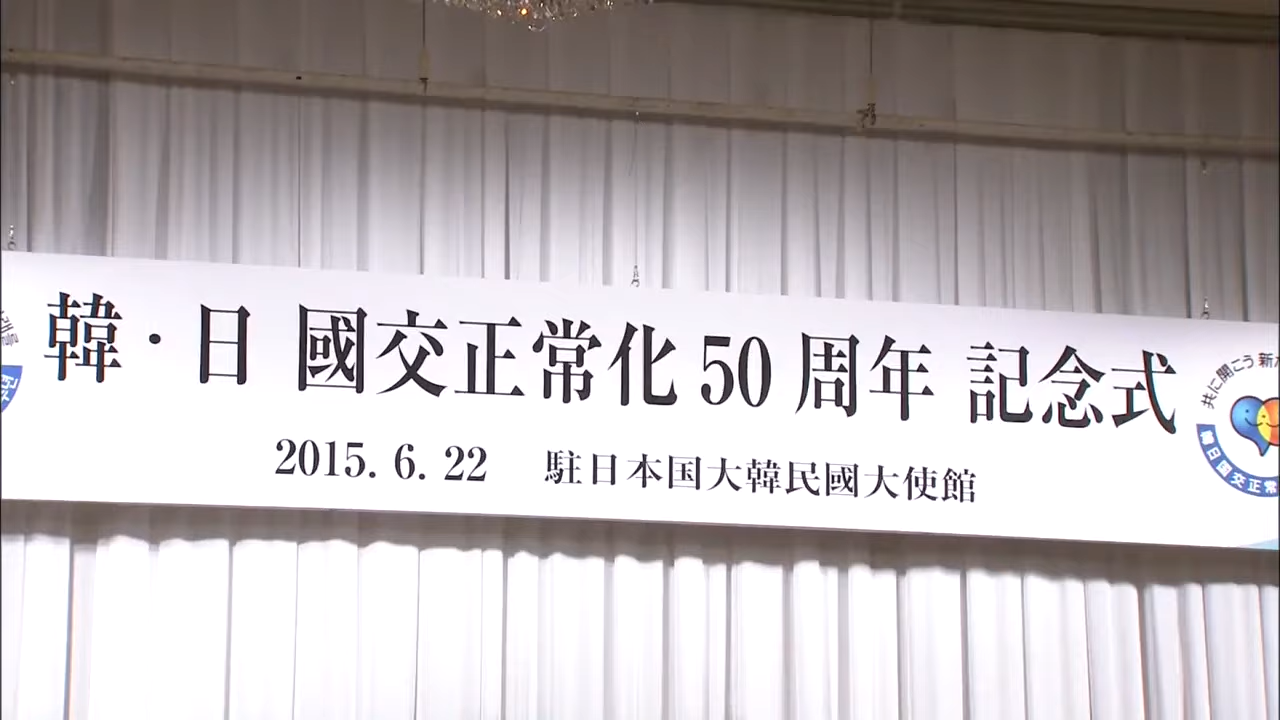 韓・日 國交正常化 50 周年 記念式
2015. 6. 22 駐日本国大韓民國大使館
共に開こう 新
韓日国交正常